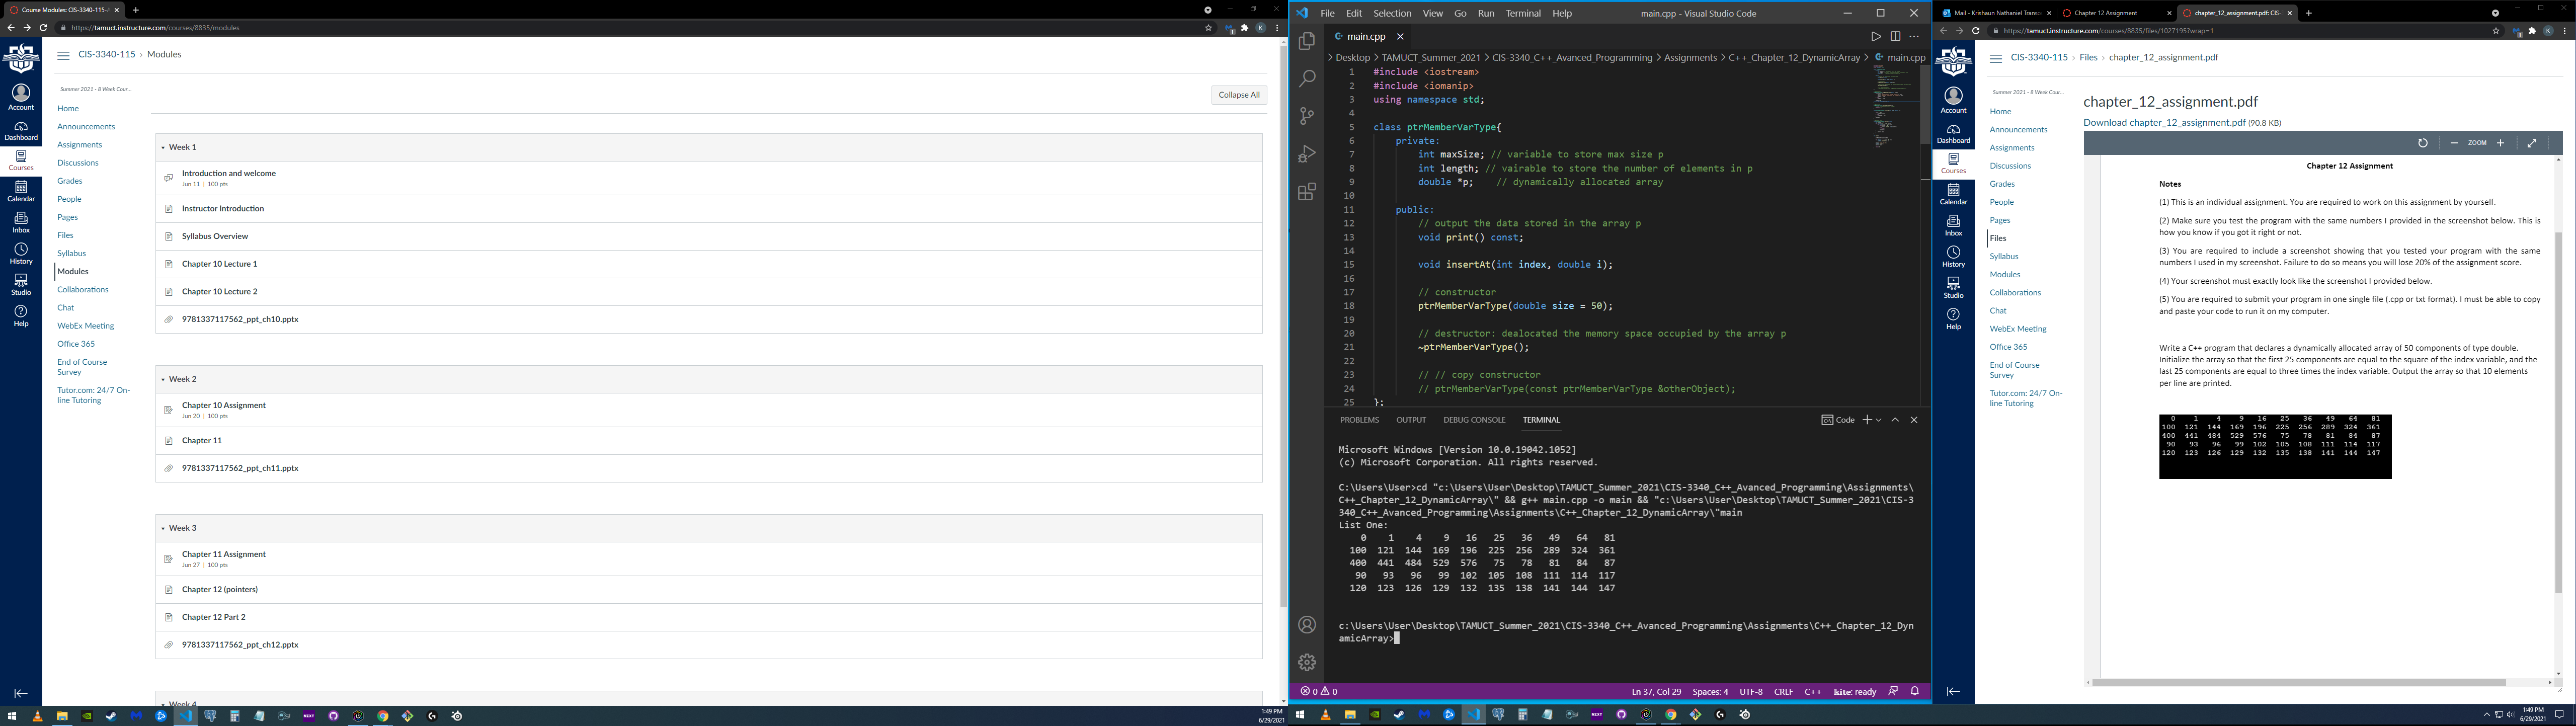 Course Modules: CIS-3340-115-
https://tamuct.instructure.com/courses/8835/modules
CIS-3340-115 › Modules
Account
Dashboard
Courses
Calendar
Inbox
History
Studio
Help
Summer 2021 - 8 Week Cour...
Home
Announcements
Assignments
Discussions
Grades
People
Pages
Files
Syllabus
Modules
Collaborations
Chat
WebEx Meeting
Office 365
End of Course
Survey
Tutor.com: 24/7 On-
line Tutoring
Collapse All
Week 1
Introduction and welcome
Jun 11 | 100 pts
Instructor Introduction
Syllabus Overview
Chapter 10 Lecture 1
Chapter 10 Lecture 2
9781337117562_ppt_ch10.pptx
Week 2
Chapter 10 Assignment
Jun 20 | 100 pts
Chapter 11
9781337117562_ppt_ch11.pptx
Week 3
Chapter 11 Assignment
Jun 27 | 100 pts
Chapter 12 (pointers)
Chapter 12 Part 2
9781337117562_ppt_ch12.pptx
Week 4
1:49 PM
6/29/2021
File Edit Selection View Go Run Terminal Help
main.cpp - Visual Studio Code
main.cpp
> Desktop > TAMUCT_Summer_2021 > CIS-3340_C++_Avanced_Programming > Assignments > C++_Chapter_12_DynamicArray > main.cpp
1 #include <iostream>
2 #include <iomanip>
3 using namespace std;
4
5 class ptrMemberVarType{
6 private:
7 int maxSize; // variable to store max size p
8 int length; // vairable to store the number of elements in p
9 double *p; // dynamically allocated array
10
11 public:
12 // output the data stored in the array p
13 void print() const;
14
15 void insertAt(int index, double i);
16
17 // constructor
18 ptrMemberVarType(double size = 50);
19
20 // destructor: dealocated the memory space occupied by the array p
21 ~ptrMemberVarType();
22
23 // // copy constructor
24 // ptrMemberVarType(const ptrMemberVarType &otherObject);
25 };
PROBLEMS OUTPUT DEBUG CONSOLE TERMINAL
Code
Microsoft Windows [Version 10.0.19042.1052]
(c) Microsoft Corporation. All rights reserved.
C:\Users\User>cd "c:\Users\User\Desktop\TAMUCT_Summer_2021\CIS-3340_C++_Avanced_Programming\Assignments\
C++_Chapter_12_DynamicArray\" && g++ main.cpp -o main && "c:\Users\User\Desktop\TAMUCT_Summer_2021\CIS-3
340_C++_Avanced_Programming\Assignments\C++_Chapter_12_DynamicArray\"main
List One:
0 1 4 9 16 25 36 49 64 81
100 121 144 169 196 225 256 289 324 361
400 441 484 529 576 75 78 81 84 87
90 93 96 99 102 105 108 111 114 117
120 123 126 129 132 135 138 141 144 147
c:\Users\User\Desktop\TAMUCT_Summer_2021\CIS-3340_C++_Avanced_Programming\Assignments\C++_Chapter_12_Dyn
amicArray>
0 0
Ln 37, Col 29 Spaces: 4 UTF-8 CRLF C++ kite: ready
Mail - Krishaun Nathaniel
Chapter 12 Assignment
chapter_12_assignment.pdf: CIS-
https://tamuct.instructure.com/courses/8835/files/1027195?wrap=1
CIS-3340-115 › Files › chapter_12_assignment.pdf
Account
Dashboard
Courses
Calendar
Inbox
History
Studio
Help
Summer 2021 - 8 Week Cour...
Home
Announcements
Assignments
Discussions
Grades
People
Pages
Files
Syllabus
Modules
Collaborations
Chat
WebEx Meeting
Office 365
End of Course
Survey
Tutor.com: 24/7 On-
line Tutoring
chapter_12_assignment.pdf
Download chapter_12_assignment.pdf (90.8 KB)
ZOOM
Chapter 12 Assignment
Notes
(1) This is an individual assignment. You are required to work on this assignment by yourself.
(2) Make sure you test the program with the same numbers I provided in the screenshot below. This is
how you know if you got it right or not.
(3) You are required to include a screenshot showing that you tested your program with the same
numbers I used in my screenshot. Failure to do so means you will lose 20% of the assignment score.
(4) Your screenshot must exactly look like the screenshot I provided below.
(5) You are required to submit your program in one single file (.cpp or txt format). I must be able to copy
and paste your code to run it on my computer.
Write a C++ program that declares a dynamically allocated array of 50 components of type double.
Initialize the array so that the first 25 components are equal to the square of the index variable, and the
last 25 components are equal to three times the index variable. Output the array so that 10 elements
per line are printed.
0 1 4 9 16 25 36 49 64 81
100 121 144 169 196 225 256 289 324 361
400 441 484 529 576 75 78 81 84 87
90 93 96 99 102 105 108 111 114 117
120 123 126 129 132 135 138 141 144 147
1:49 PM
6/29/2021